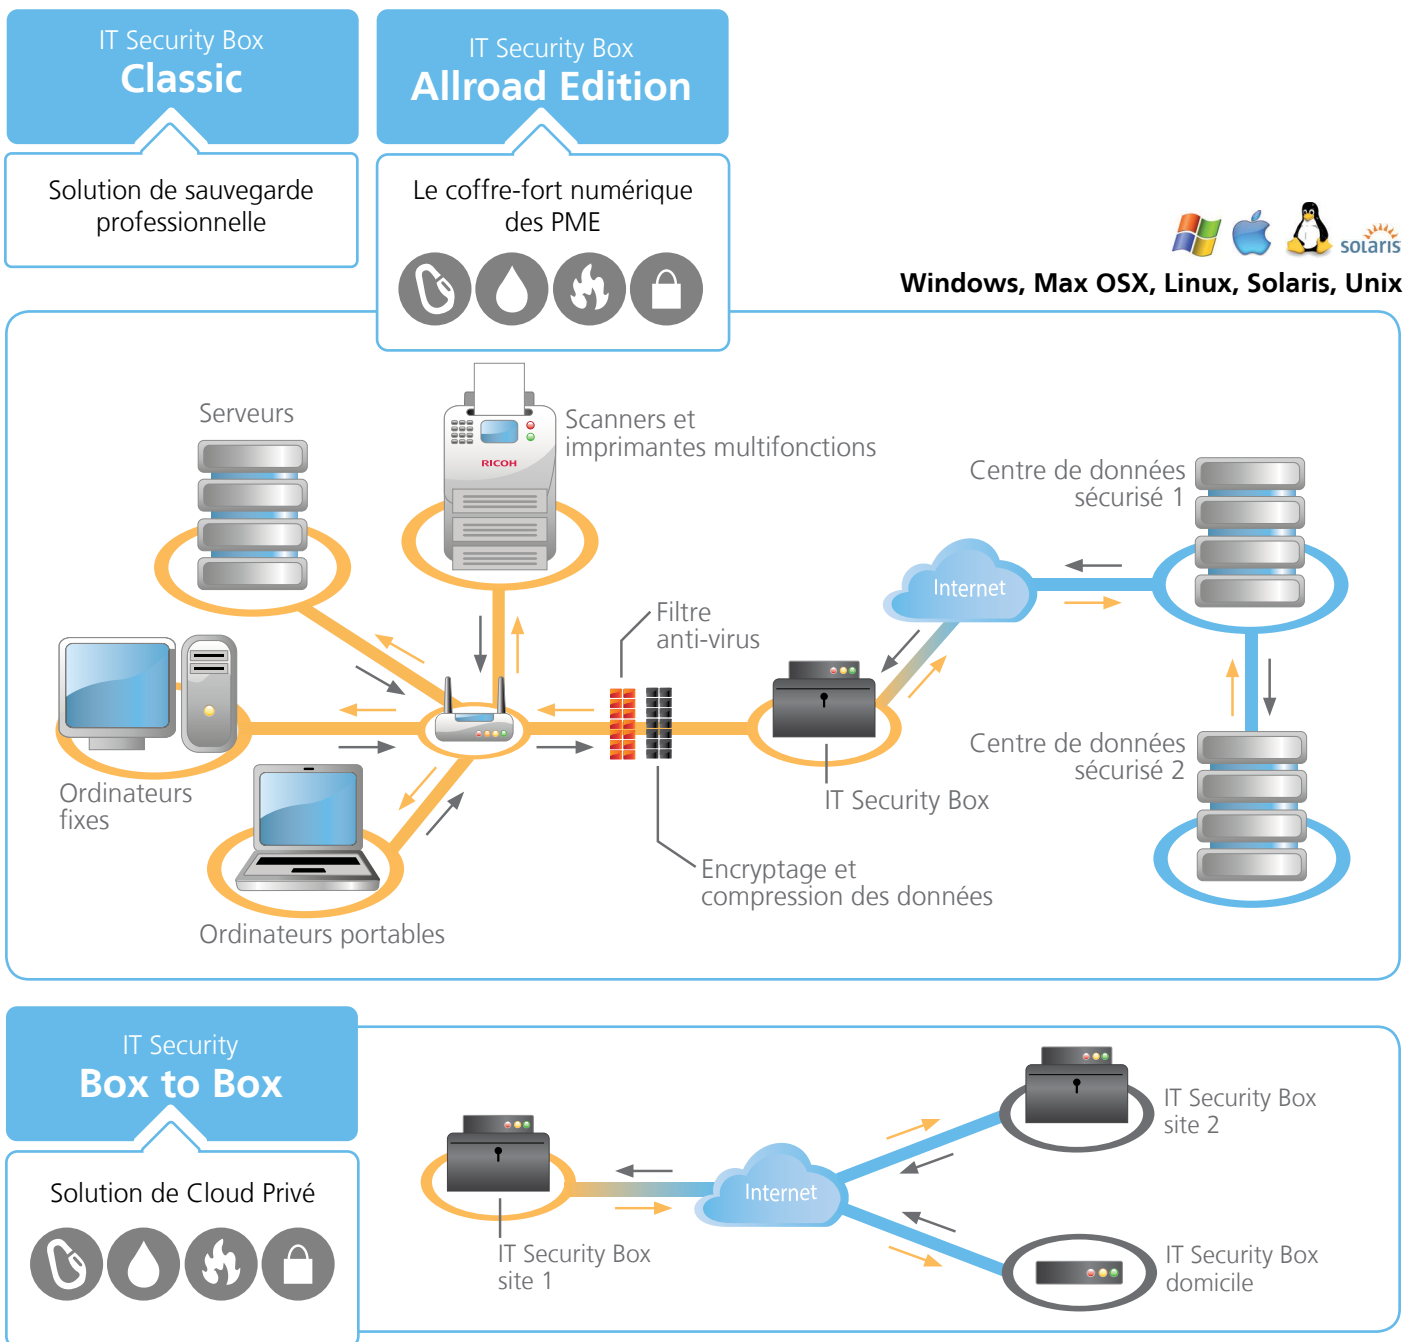 IT Security Box
Classic
Solution de sauvegarde
professionnelle
IT Security Box
Allroad Edition
Le coffre-fort numérique
des PME
solaris
Windows, Max OSX, Linux, Solaris, Unix
Serveurs
Scanners et
imprimantes multifonctions
RICOH
Centre de données
sécurisé 1
Internet
Filtre
anti-virus
Ordinateurs
fixes
IT Security Box
Centre de données
sécurisé 2
Encryptage et
compression des données
Ordinateurs portables
IT Security
Box to Box
Solution de Cloud Privé
IT Security Box
site 1
Internet
IT Security Box
site 2
IT Security Box
domicile